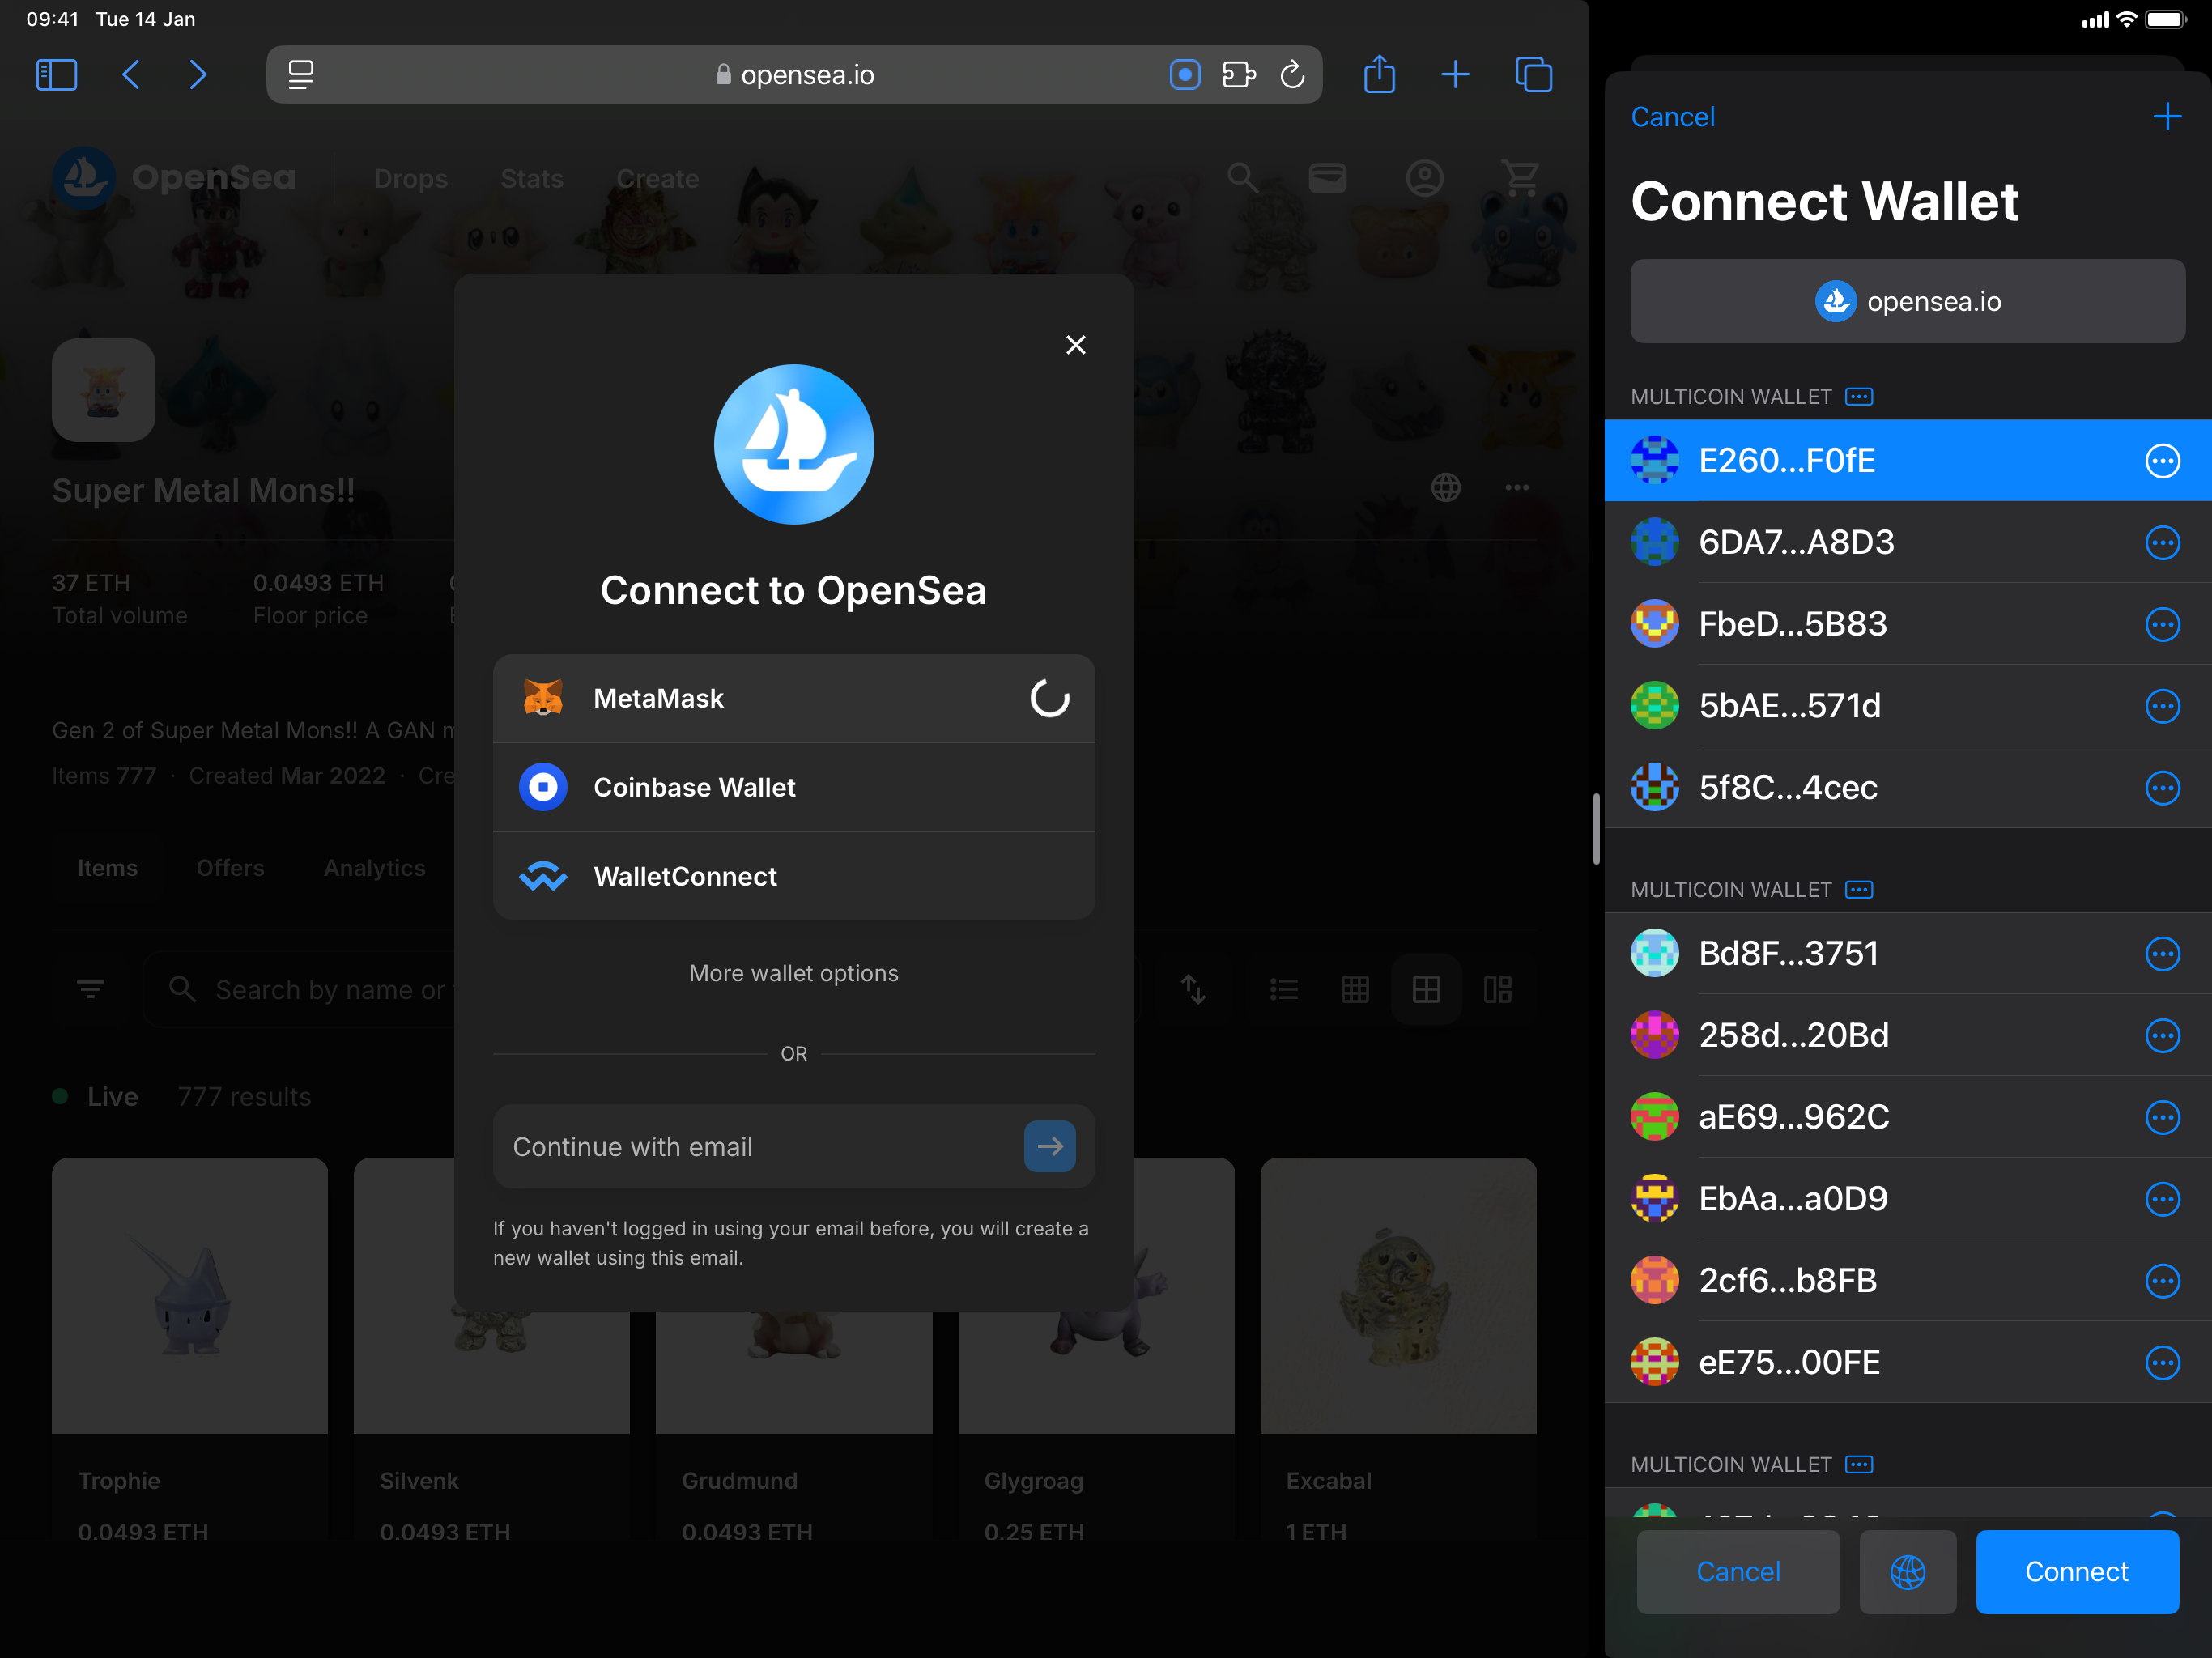 09:41 Tue 14 Jan
opensea.io
OpenSea
Drops
Stats
Create
Super Metal Mons!!
37 ETH
Total volume
0.0493 ETH
Floor price
Gen 2 of Super Metal Mons!! A GAN
Items 777 · Created Mar 2022 ·
Items
Offers
Analytics
Search by name or
Live
777 results
Trophie
0.0493 ETH
Silvenk
0.0493 ETH
Grudmund
0.0493 ETH
Glygroag
0.25 ETH
Excabal
1 ETH
Connect to OpenSea
MetaMask
Coinbase Wallet
WalletConnect
More wallet options
OR
Continue with email
If you haven't logged in using your email before, you will create a
new wallet using this email.
Cancel
Connect Wallet
opensea.io
MULTICOIN WALLET
E260...F0fE
6DA7...A8D3
FbeD...5B83
5bAE...571d
5f8C...4cec
MULTICOIN WALLET
Bd8F...3751
258d...20Bd
aE69...962C
EbAa...a0D9
2cf6...b8FB
eE75...00FE
MULTICOIN WALLET
Cancel
Connect